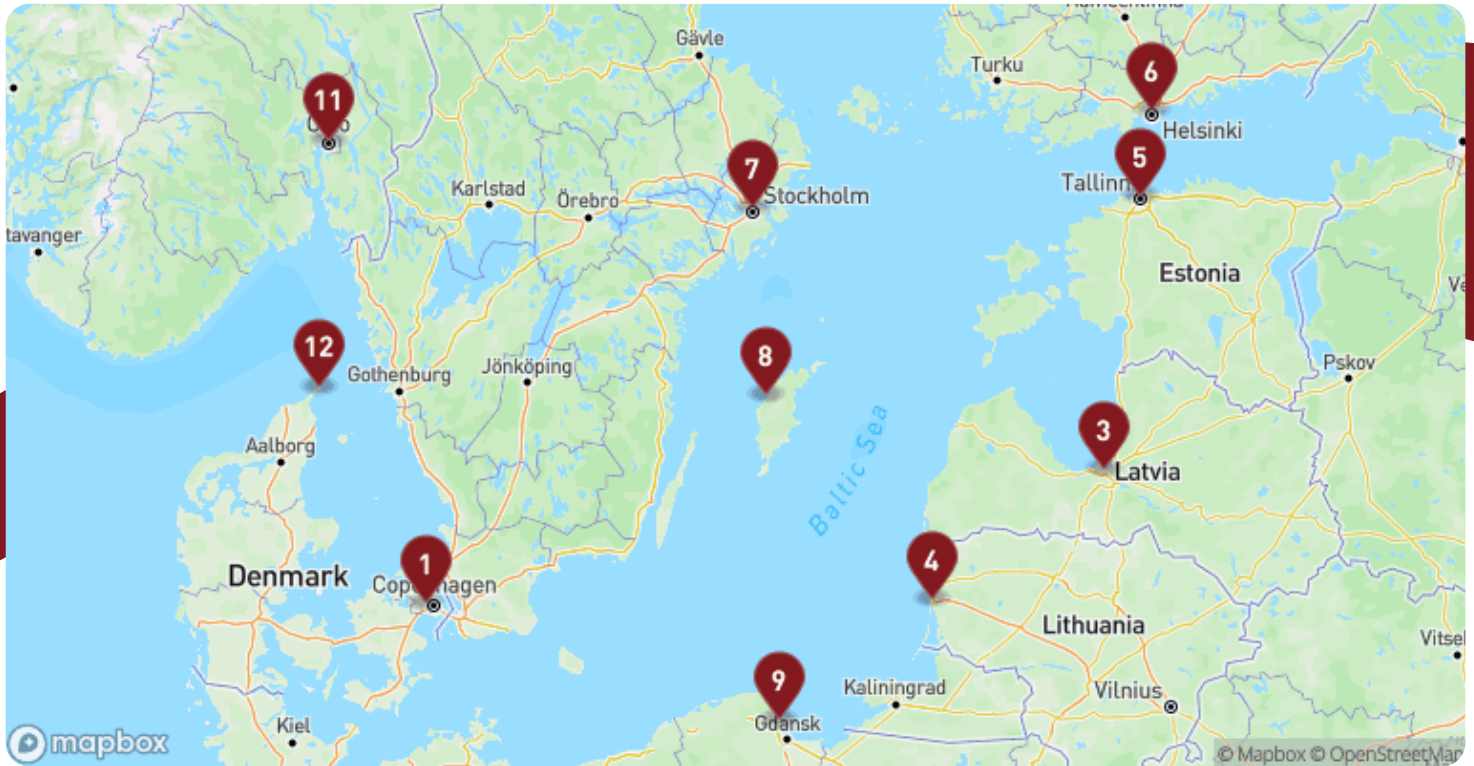 Gävle
Turku
6
Helsinki
11
5
Tallinn
7
Stockholm
Karlstad
Örebro
tavanger
Estonia
12
8
Gothenburg
Jönköping
Pskov
Baltic Sea
3
Latvia
Aalborg
1
Copenhagen
Denmark
4
Lithuania
9
Gdansk
Kaliningrad
Vilnius
Vitse
Kiel
mapbox
© Mapbox © OpenStreetMap